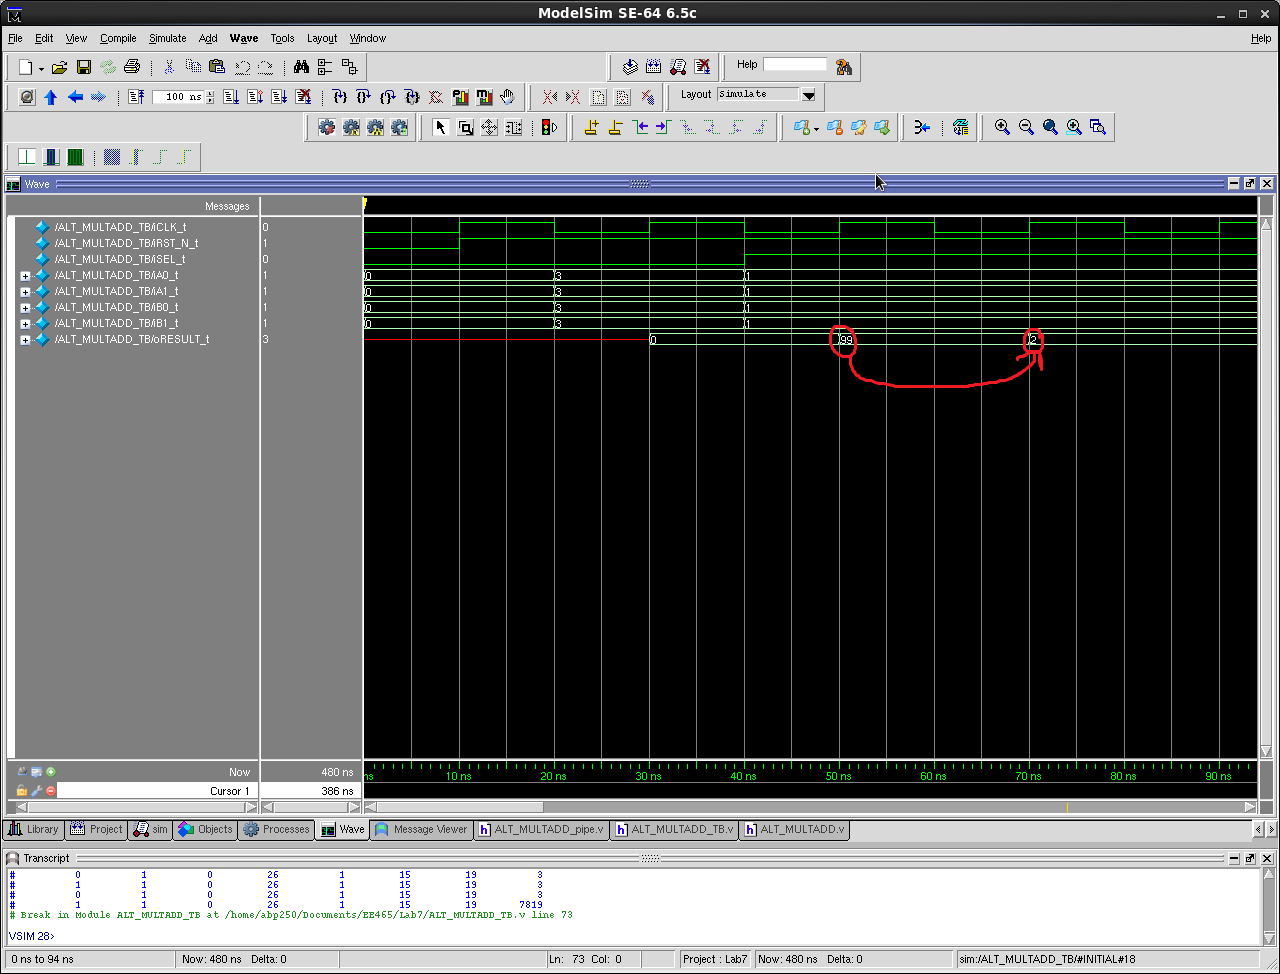 ModelSim SE-64 6.5c
File Edit View Compile Simulate Add Wave Tools Layout Window Help
Help
100 ns Layout Simulate
Wave
Messages
/ALT_MULTADD_TB/iCLK_t 0
/ALT_MULTADD_TB/iRST_N_t 1
/ALT_MULTADD_TB/iSEL_t 0
/ALT_MULTADD_TB/iA0_t 1 0 3 1
/ALT_MULTADD_TB/iA1_t 1 0 3 1
/ALT_MULTADD_TB/iB0_t 1 0 3 1
/ALT_MULTADD_TB/iB1_t 1 0 3 1
/ALT_MULTADD_TB/oRESULT_t 3 0 99 2
Now 480 ns ns 10 ns 20 ns 30 ns 40 ns 50 ns 60 ns 70 ns 80 ns 90 ns
Cursor 1 386 ns
Library Project sim Objects Processes Wave Message Viewer ALT_MULTADD_pipe.v ALT_MULTADD_TB.v ALT_MULTADD.v
Transcript
# 0 1 0 26 1 15 19 3
# 1 1 0 26 1 15 19 3
# 0 1 0 26 1 15 19 3
# 1 1 0 26 1 15 19 7819
# Break in Module ALT_MULTADD_TB at /home/abp250/Documents/EE465/Lab7/ALT_MULTADD_TB.v line 73
VSIM 28>
0 ns to 94 ns Now: 480 ns Delta: 0 Ln: 73 Col: 0 Project : Lab7 Now: 480 ns Delta: 0 sim:/ALT_MULTADD_TB/#INITIAL#18